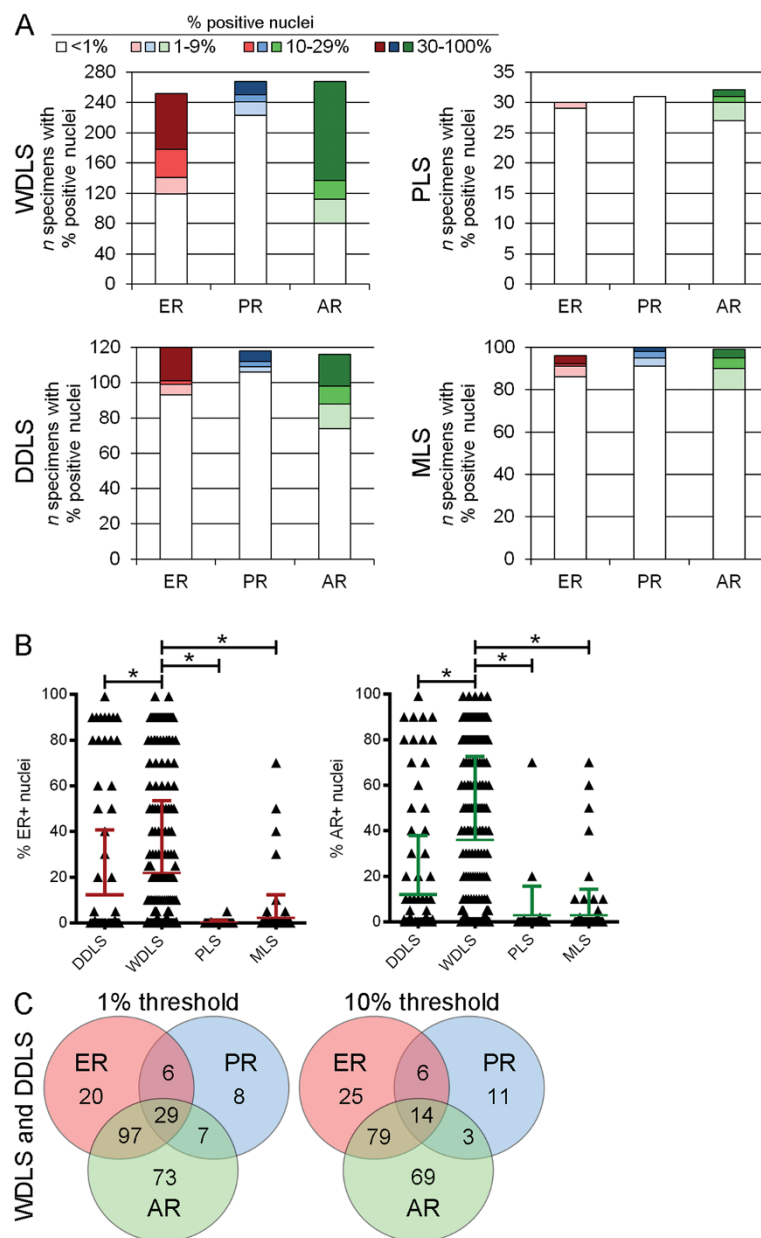 A
% positive nuclei
<1% 1-9% 10-29% 30-100%
WDLS
n specimens with
% positive nuclei
280
240
200
160
120
80
40
0
ER PR AR
PLS
n specimens with
% positive nuclei
35
30
25
20
15
10
5
0
ER PR AR
DDLS
n specimens with
% positive nuclei
120
100
80
60
40
20
0
ER PR AR
MLS
n specimens with
% positive nuclei
100
80
60
40
20
0
ER PR AR
B
* * *
% ER+ nuclei
100
80
60
40
20
0
DDLS WDLS PLS MLS
* * *
% AR+ nuclei
100
80
60
40
20
0
DDLS WDLS PLS MLS
C
WDLS and DDLS
1% threshold
ER PR
20 6 8
29
97 7
73
AR
10% threshold
ER PR
25 6 11
14
79 3
69
AR